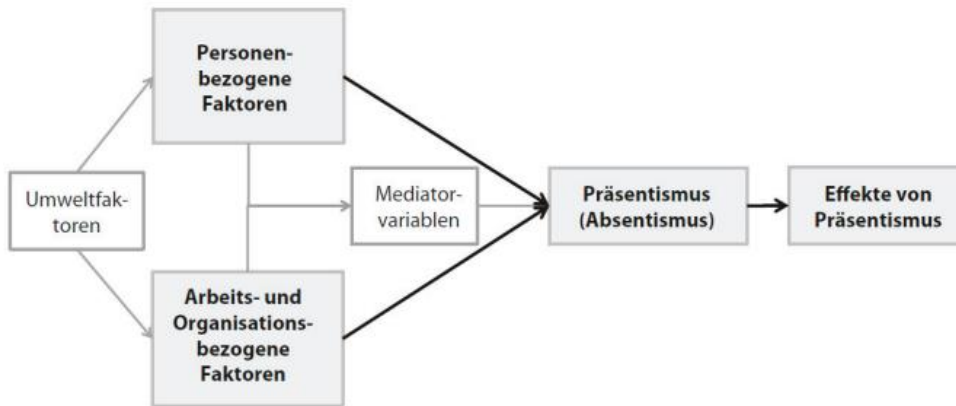 Personen-
bezogene
Faktoren
Umweltfak-
toren
Mediator-
variablen
Präsentismus
(Absentismus)
Effekte von
Präsentismus
Arbeits- und
Organisations-
bezogene
Faktoren